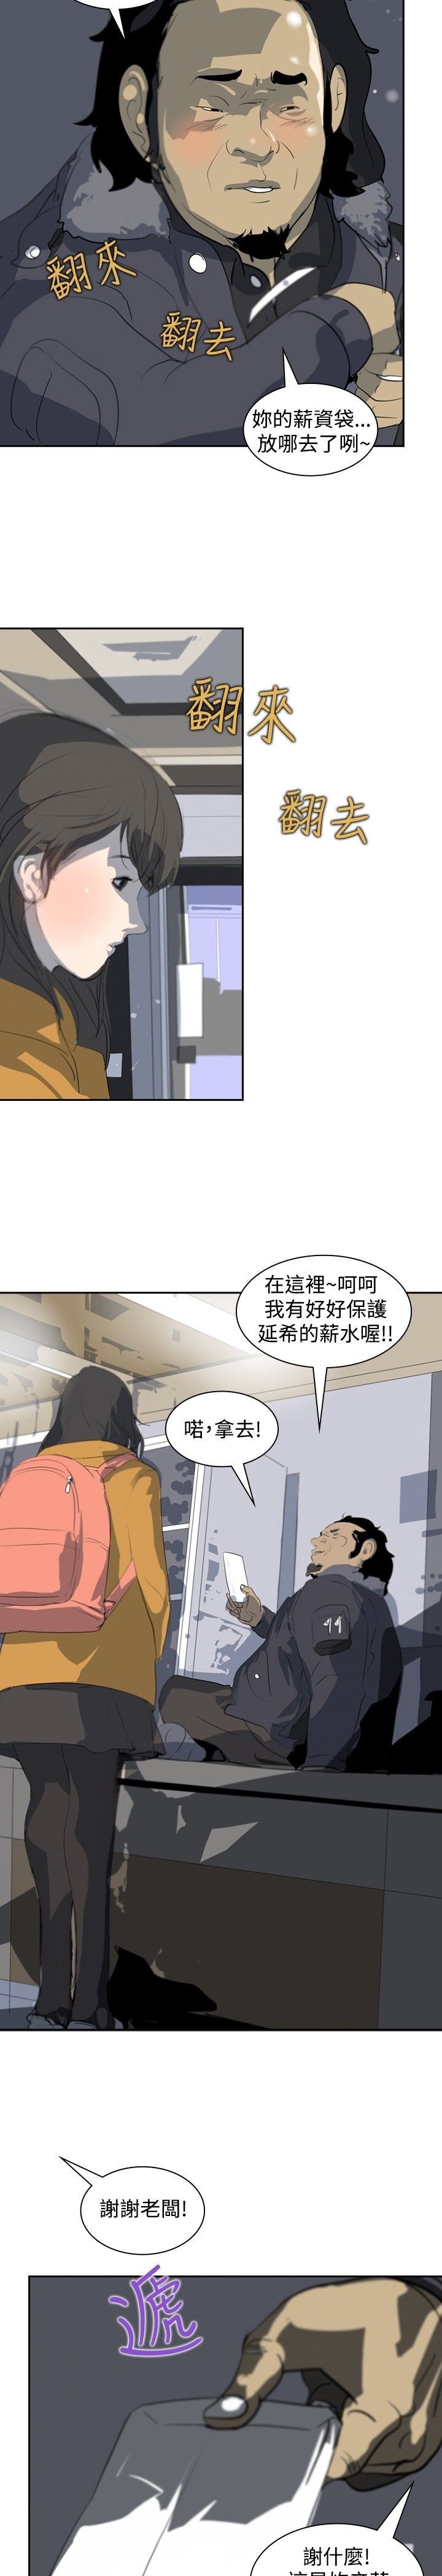 翻來
翻去
妳的薪資袋...
放哪去了咧~
翻來
翻去
在這裡~呵呵
我有好好保護
延希的薪水喔!!
喏,拿去!
謝謝老闆!
遞
謝什麼!